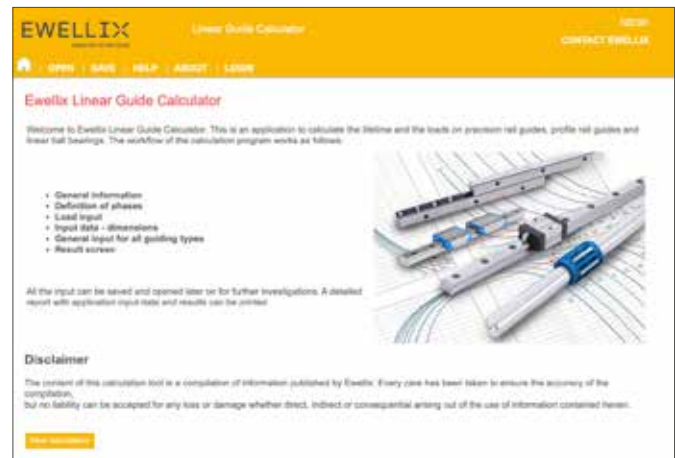 EWELLIX
Linear Guide Calculator
CONTACT EWELLIX
OPEN | SAVE | HELP | ABOUT | LOGIN
Ewellix Linear Guide Calculator
Welcome to Ewellix Linear Guide Calculator. This is an application to calculate the lifetime and the loads on precision rail guides, profile rail guides and
linear ball bearings. The workflow of the calculation program works as follows:
• General information
• Definition of phases
• Load input
• Input data - dimensions
• General input for all guiding types
• Result screen
All the input can be saved and opened later on for further investigations. A detailed
report with application input data and results can be printed
Disclaimer
The content of this calculation tool is a compilation of information published by Ewellix. Every care has been taken to ensure the accuracy of the
compilation,
but no liability can be accepted for any loss or damage whether direct, indirect or consequential arising out of the use of information contained herein.